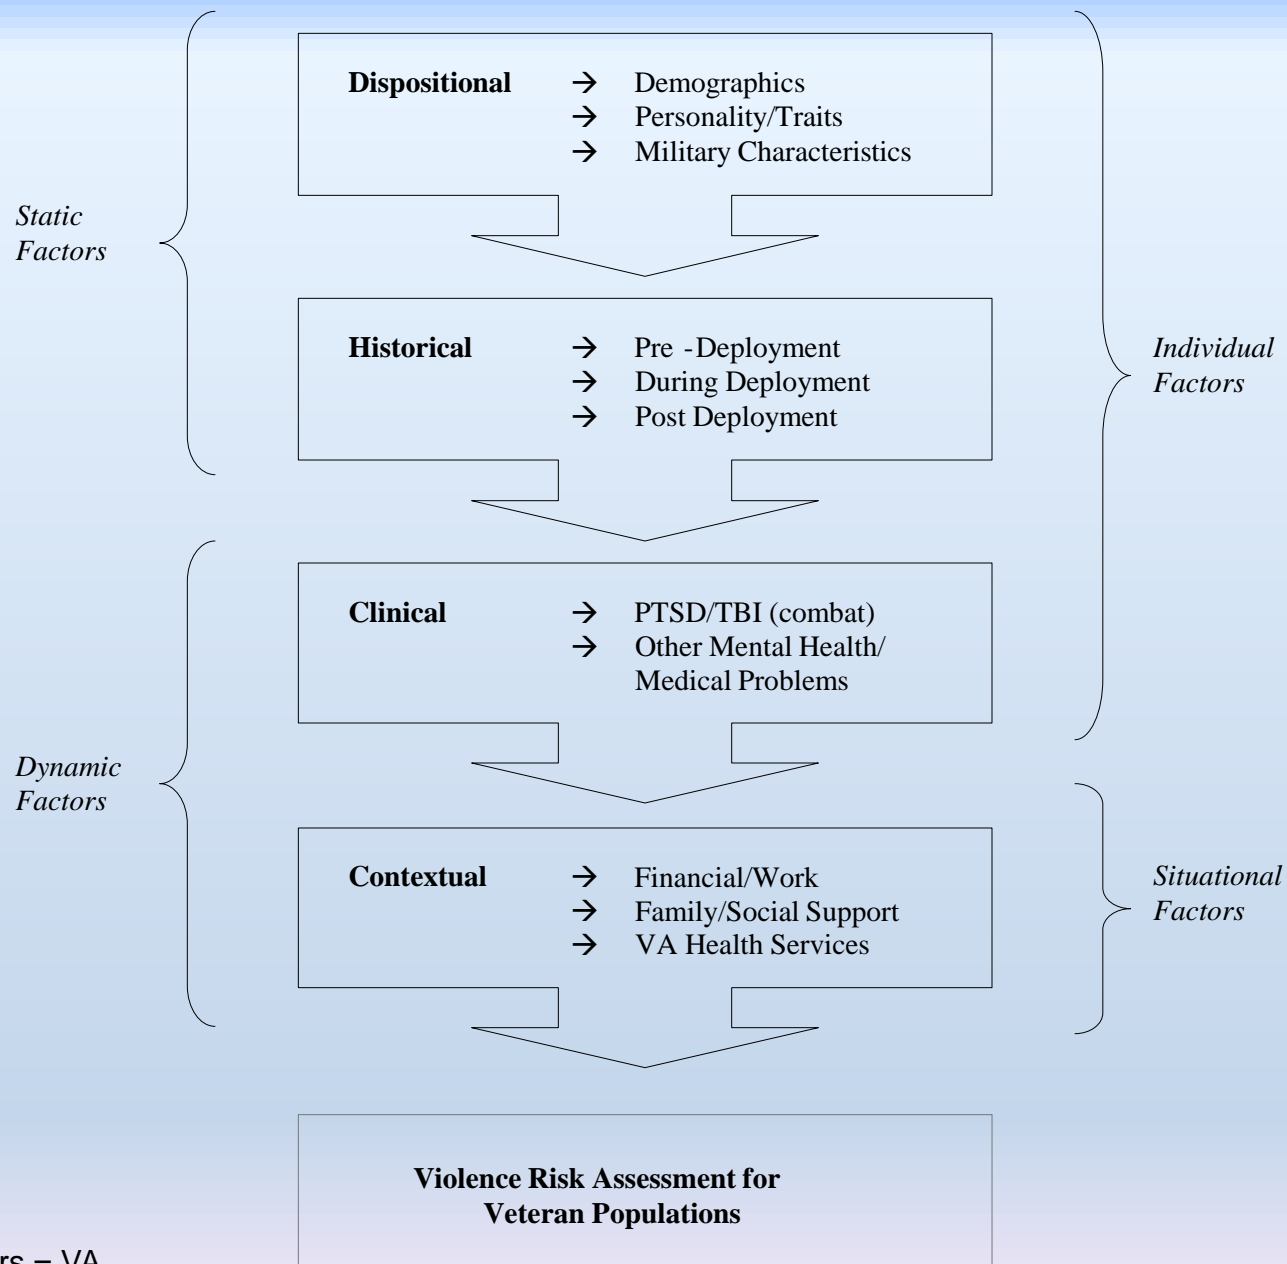 Dispositional → Demographics
→ Personality/Traits
→ Military Characteristics
Static
Factors
Historical → Pre -Deployment
→ During Deployment
→ Post Deployment
Individual
Factors
Clinical → PTSD/TBI (combat)
→ Other Mental Health/
Medical Problems
Dynamic
Factors
Contextual → Financial/Work
→ Family/Social Support
→ VA Health Services
Situational
Factors
Violence Risk Assessment for
Veteran Populations
= VA